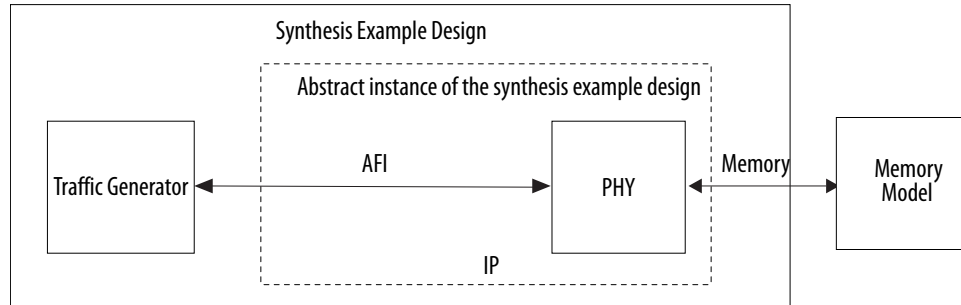 Synthesis Example Design
Abstract instance of the synthesis example design
Traffic Generator
AFI
PHY
Memory
Memory
Model
IP